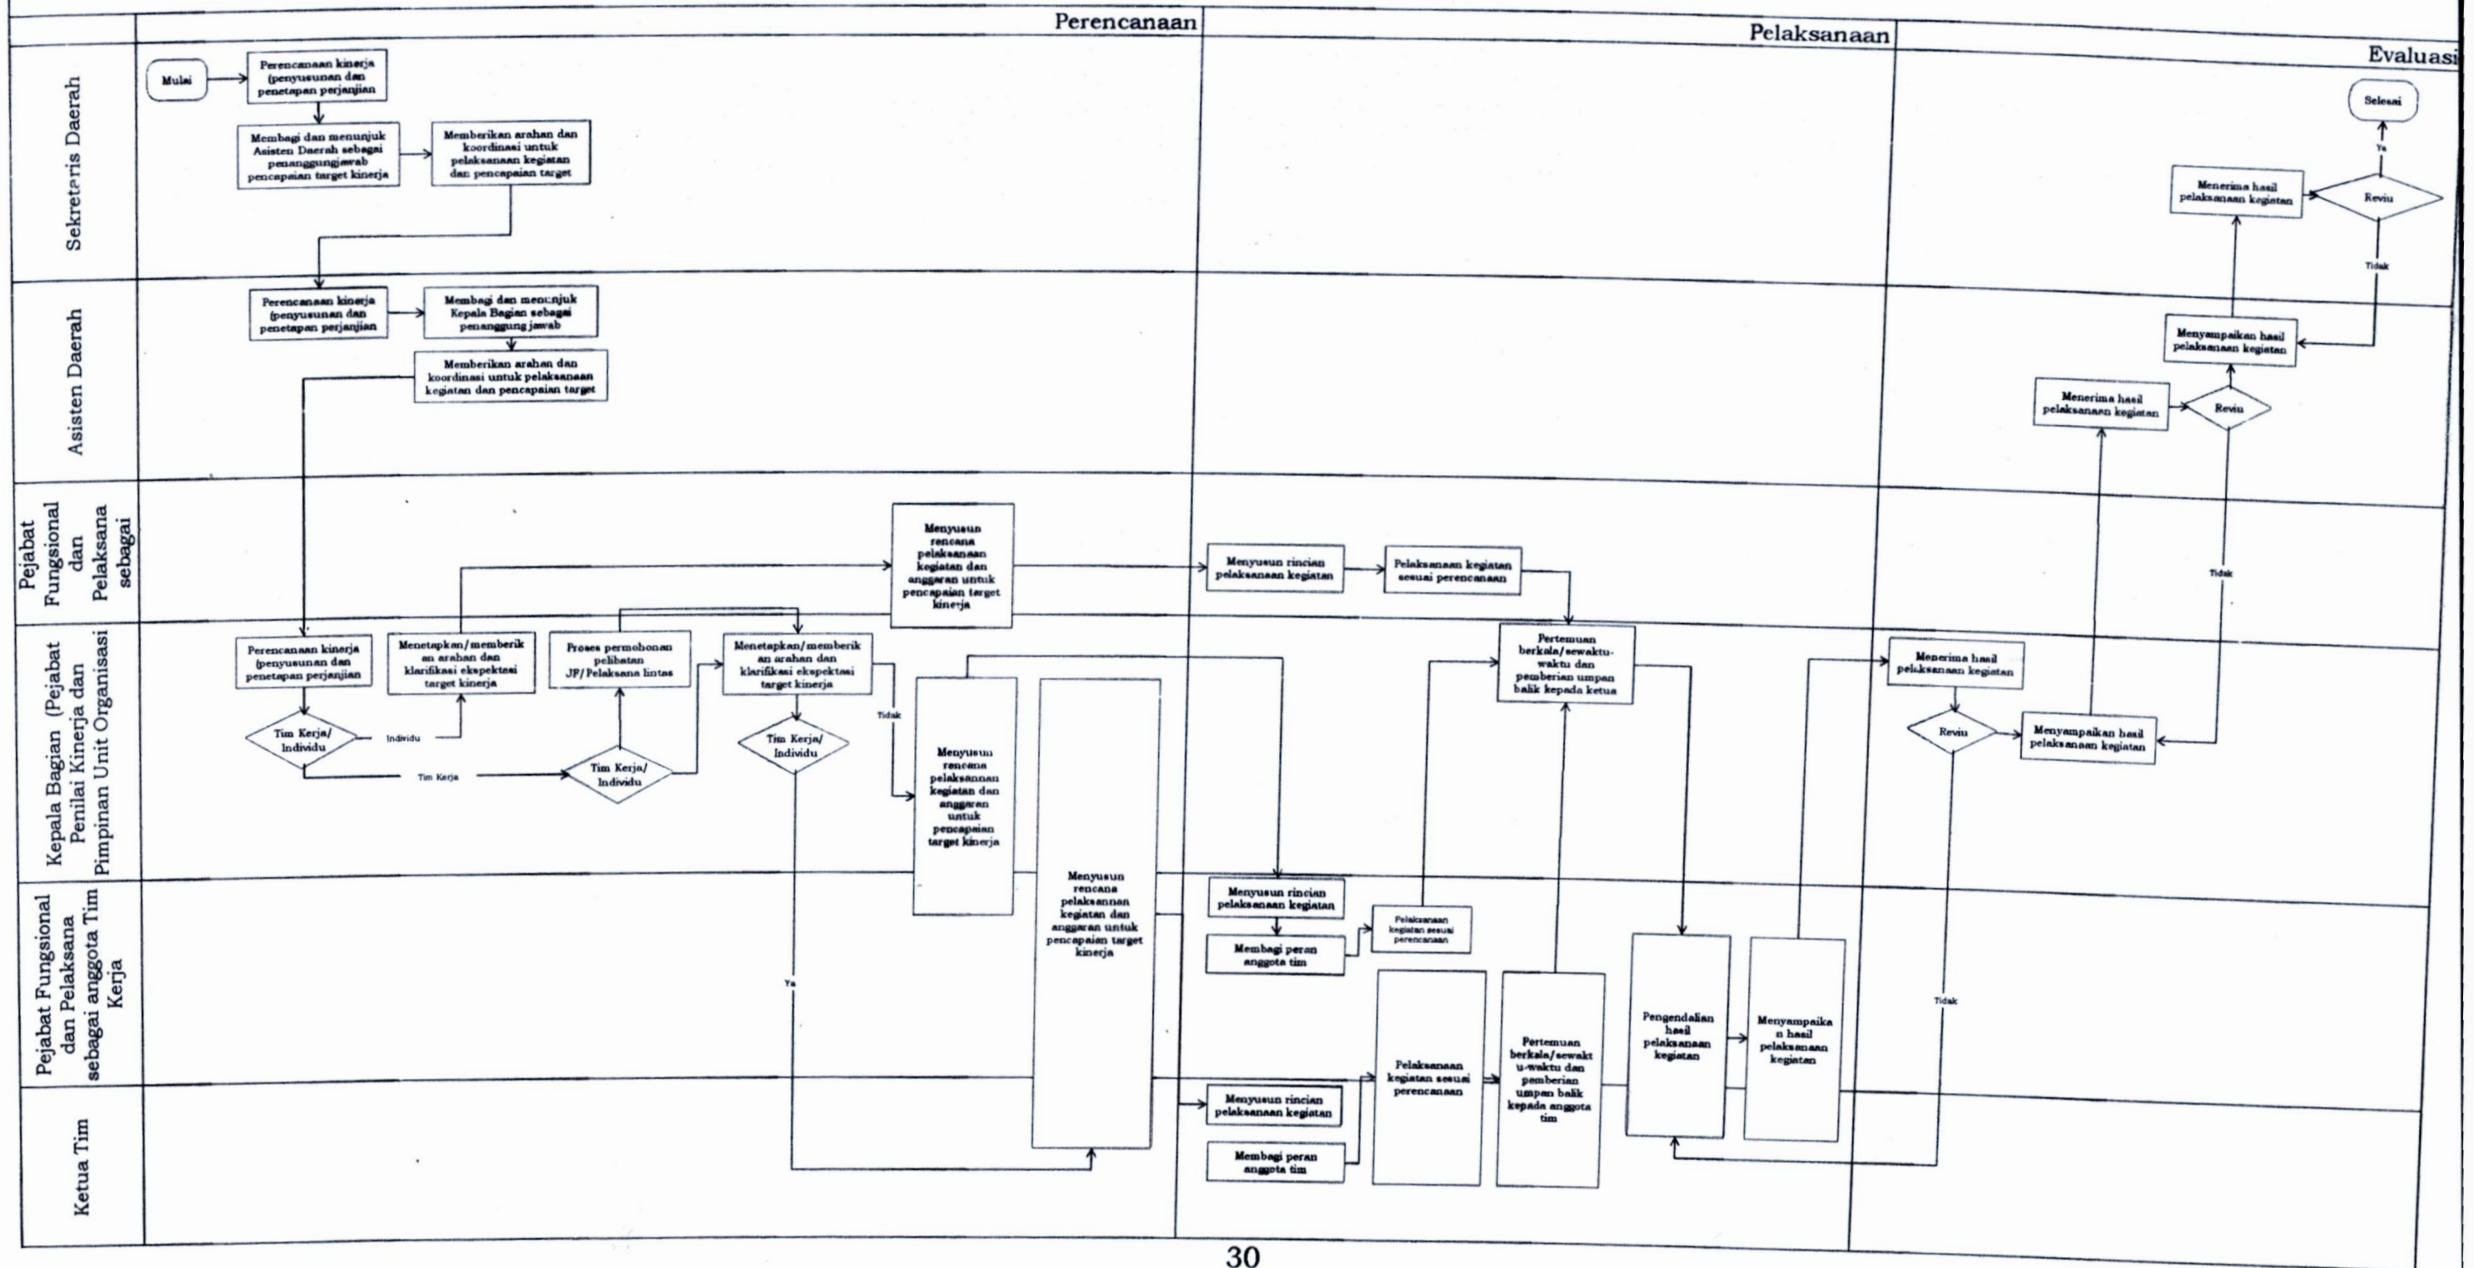 Perencanaan
Pelaksanaan
Evaluasi
Sekretaris Daerah
Mulai
Perencanaan kinerja
(penyusunan dan
penetapan perjanjian
Membagi dan menunjuk
Asisten Daerah sebagai
penanggungjawab
pencapaian target kinerja
Memberikan arahan dan
koordinasi untuk
pelaksanaan kegiatan
dan pencapaian target
Menerima hasil
pelaksanaan kegiatan
Reviu
Ya
Selesai
Tidak
Asisten Daerah
Perencanaan kinerja
(penyusunan dan
penetapan perjanjian
Membagi dan menunjuk
Kepala Bagian sebagai
penanggung jawab
Memberikan arahan dan
koordinasi untuk pelaksanaan
kegiatan dan pencapaian target
Menerima hasil
pelaksanaan kegiatan
Reviu
Menyampaikan hasil
pelaksanaan kegiatan
Tidak
Pejabat
Fungsional
dan
Pelaksana
sebagai
Menyusun
rencana
pelaksanaan
kegiatan dan
anggaran untuk
pencapaian target
kinerja
Menyusun rincian
pelaksanaan kegiatan
Pelaksanaan kegiatan
sesuai perencanaan
Kepala Bagian (Pejabat
Penilai Kinerja dan
Pimpinan Unit Organisasi
Perencanaan kinerja
(penyusunan dan
penetapan perjanjian
Tim Kerja/
Individu
Individu
Tim Kerja
Menetapkan/memberik
an arahan dan
klarifikasi ekspektasi
target kinerja
Proses permohonan
pelibatan
JF/Pelaksana lintas
Tim Kerja/
Individu
Menetapkan/memberik
an arahan dan
klarifikasi ekspektasi
target kinerja
Tim Kerja/
Individu
Tidak
Ya
Menyusun
rencana
pelaksannan
kegiatan dan
anggaran
untuk
pencapaian
target kinerja
Menyusun
rencana
pelaksannan
kegiatan dan
anggaran untuk
pencapaian target
kinerja
Pertemuan
berkala/sewaktu-
waktu dan
pemberian umpan
balik kepada ketua
Menerima hasil
pelaksanaan kegiatan
Reviu
Menyampaikan hasil
pelaksanaan kegiatan
Tidak
Pejabat Fungsional
dan Pelaksana
sebagai anggota Tim
Kerja
Menyusun rincian
pelaksanaan kegiatan
Membagi peran
anggota tim
Pelaksanaan
kegiatan sesuai
perencanaan
Pelaksanaan
kegiatan sesuai
perencanaan
Pertemuan
berkala/sewakt
u-waktu dan
pemberian
umpan balik
kepada anggota
tim
Pengendalian
hasil
pelaksanaan
kegiatan
Menyampaika
n hasil
pelaksanaan
kegiatan
Ketua Tim
Menyusun rincian
pelaksanaan kegiatan
Membagi peran
anggota tim
30